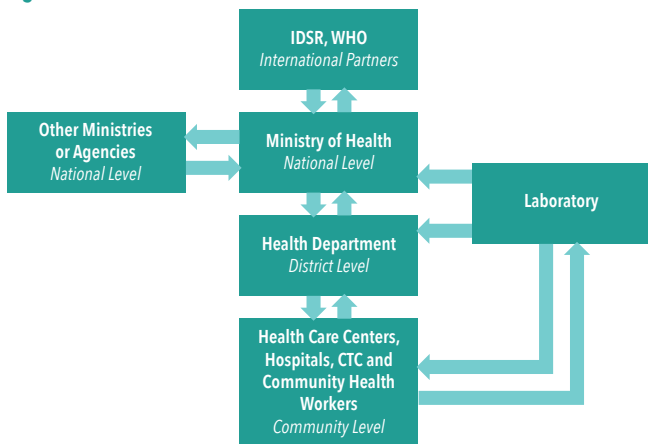 IDSR, WHO
International Partners
Other Ministries
or Agencies
National Level
Ministry of Health
National Level
Laboratory
Health Department
District Level
Health Care Centers,
Hospitals, CTC and
Community Health
Workers
Community Level